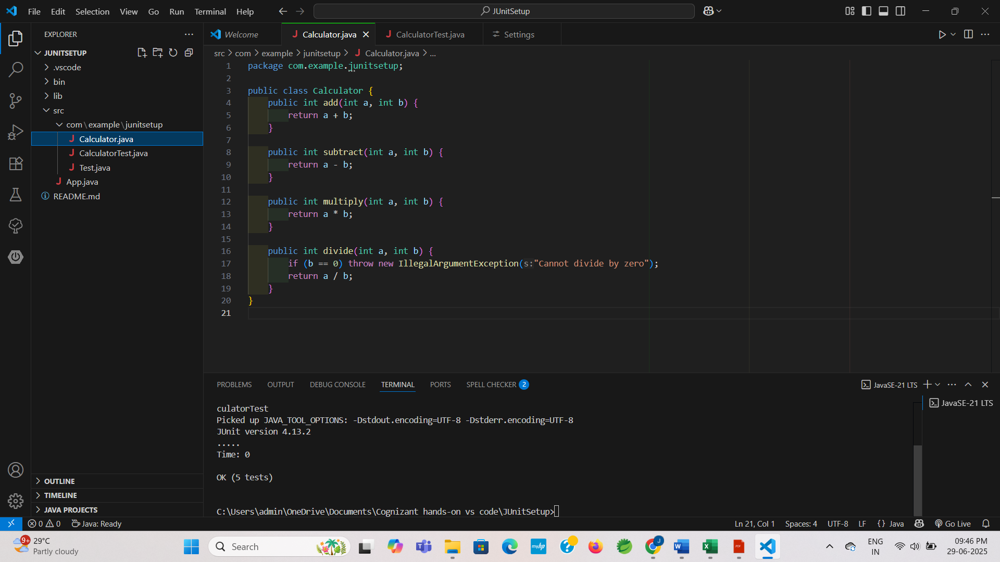 File Edit Selection View Go Run Terminal Help
JUnitSetup
EXPLORER
JUNITSETUP
.vscode
bin
lib
src
com\example\junitsetup
Calculator.java
CalculatorTest.java
Test.java
App.java
README.md
OUTLINE
TIMELINE
JAVA PROJECTS
Welcome
Calculator.java
CalculatorTest.java
Settings
src > com > example > junitsetup > Calculator.java > ...
1 package com.example.junitsetup;
2
3 public class Calculator {
4 public int add(int a, int b) {
5 return a + b;
6 }
7
8 public int subtract(int a, int b) {
9 return a - b;
10 }
11
12 public int multiply(int a, int b) {
13 return a * b;
14 }
15
16 public int divide(int a, int b) {
17 if (b == 0) throw new IllegalArgumentException(s:"Cannot divide by zero");
18 return a / b;
19 }
20 }
21
PROBLEMS OUTPUT DEBUG CONSOLE TERMINAL PORTS SPELL CHECKER 2
JavaSE-21 LTS
JavaSE-21 LTS
culatorTest
Picked up JAVA_TOOL_OPTIONS: -Dstdout.encoding=UTF-8 -Dstderr.encoding=UTF-8
JUnit version 4.13.2
.....
Time: 0
OK (5 tests)
C:\Users\admin\OneDrive\Documents\Cognizant hands-on vs code\JUnitSetup>
0 0 Java: Ready
Ln 21, Col 1 Spaces: 4 UTF-8 LF {} Java Go Live
9+
29°C
Partly cloudy
Search
myhp
J
PDF
ENG
IN
09:46 PM
29-06-2025